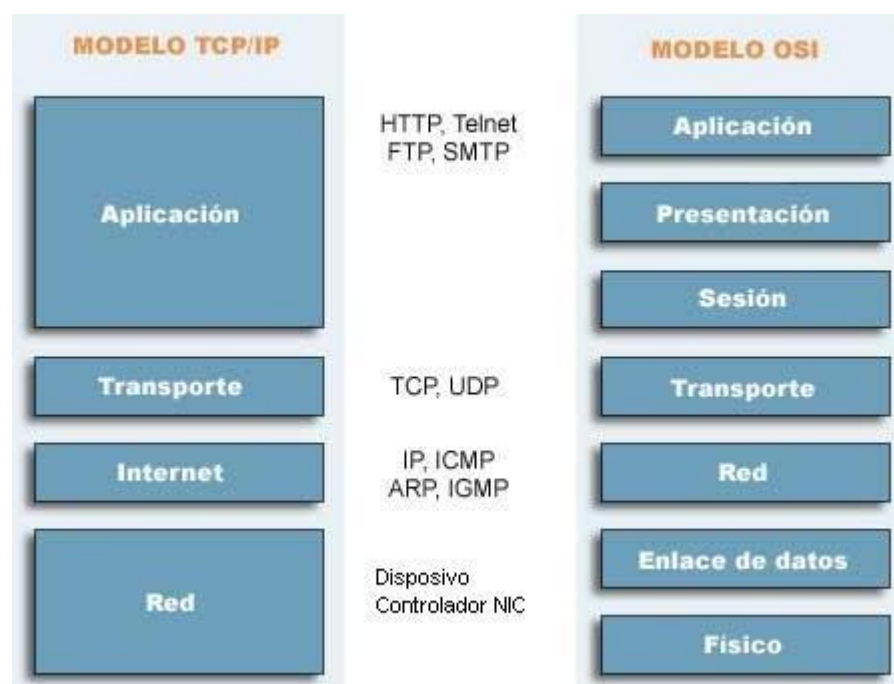 MODELO TCP/IP
Aplicación
Transporte
Internet
Red
HTTP, Telnet
FTP, SMTP
TCP, UDP
IP, ICMP
ARP, IGMP
Disposivo
Controlador NIC
MODELO OSI
Aplicación
Presentación
Sesión
Transporte
Red
Enlace de datos
Físico